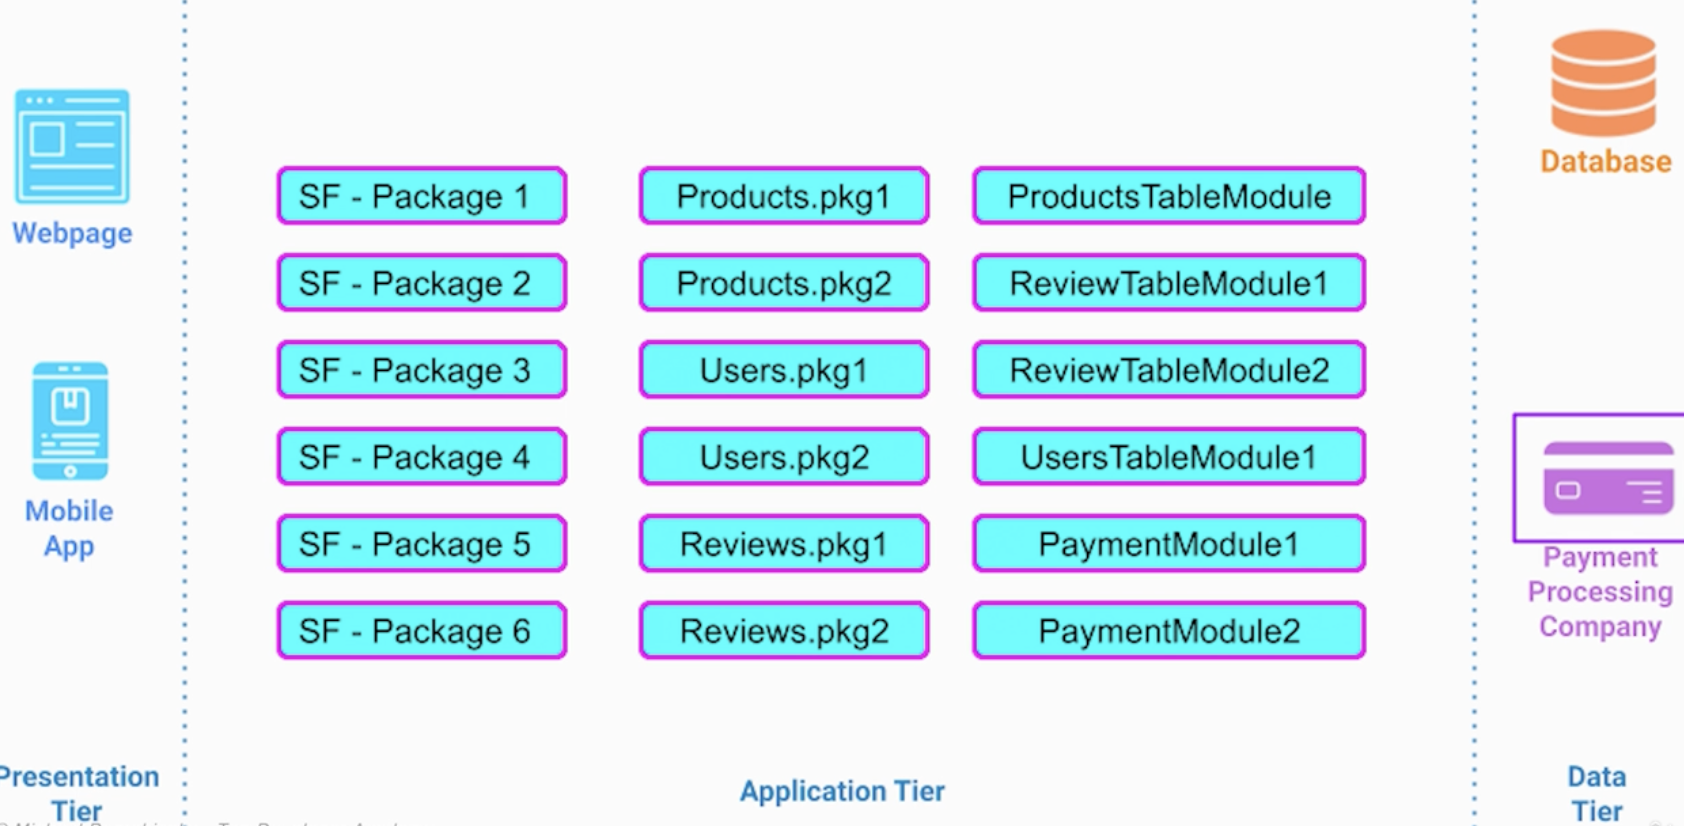 Webpage
Mobile
App
Presentation
Tier
SF - Package 1
SF - Package 2
SF - Package 3
SF - Package 4
SF - Package 5
SF - Package 6
Products.pkg1
Products.pkg2
Users.pkg1
Users.pkg2
Reviews.pkg1
Reviews.pkg2
ProductsTableModule
ReviewTableModule1
ReviewTableModule2
UsersTableModule1
PaymentModule1
PaymentModule2
Application Tier
Database
Payment
Processing
Company
Data
Tier